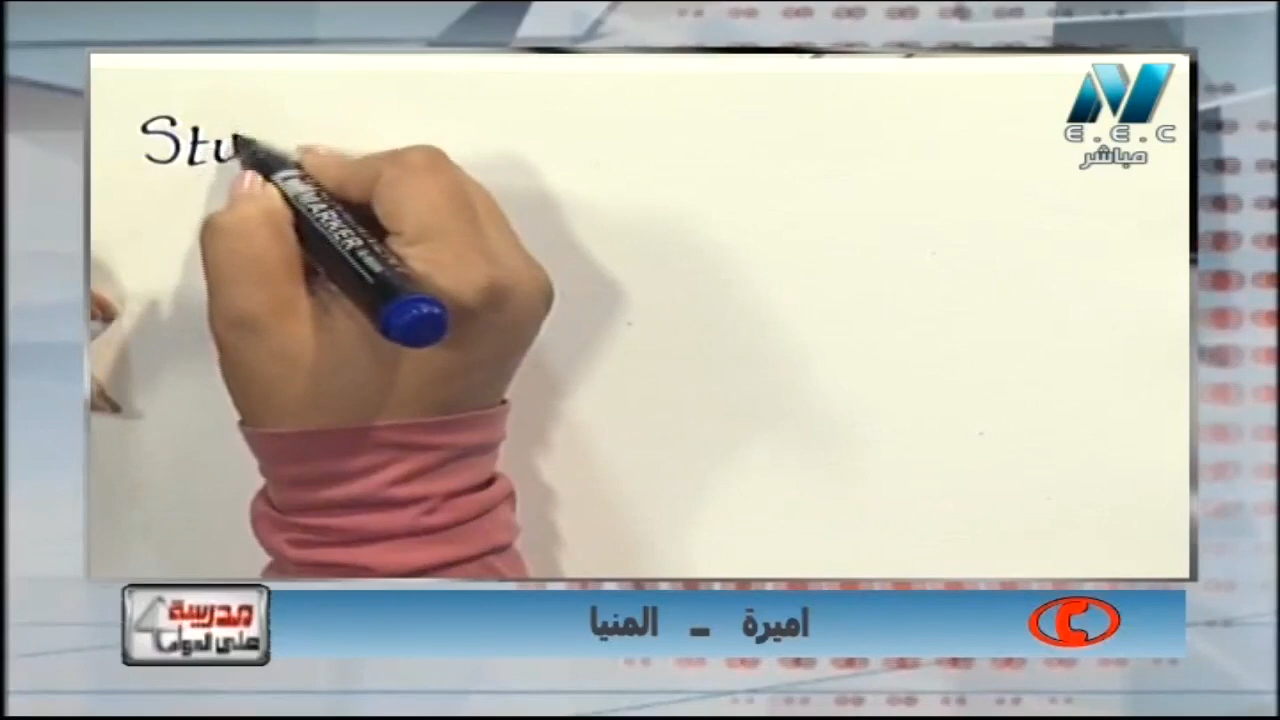 Stu
E.E.C
مباشر
MARKER
اميرة - المنيا
مدرسة
على الهواء